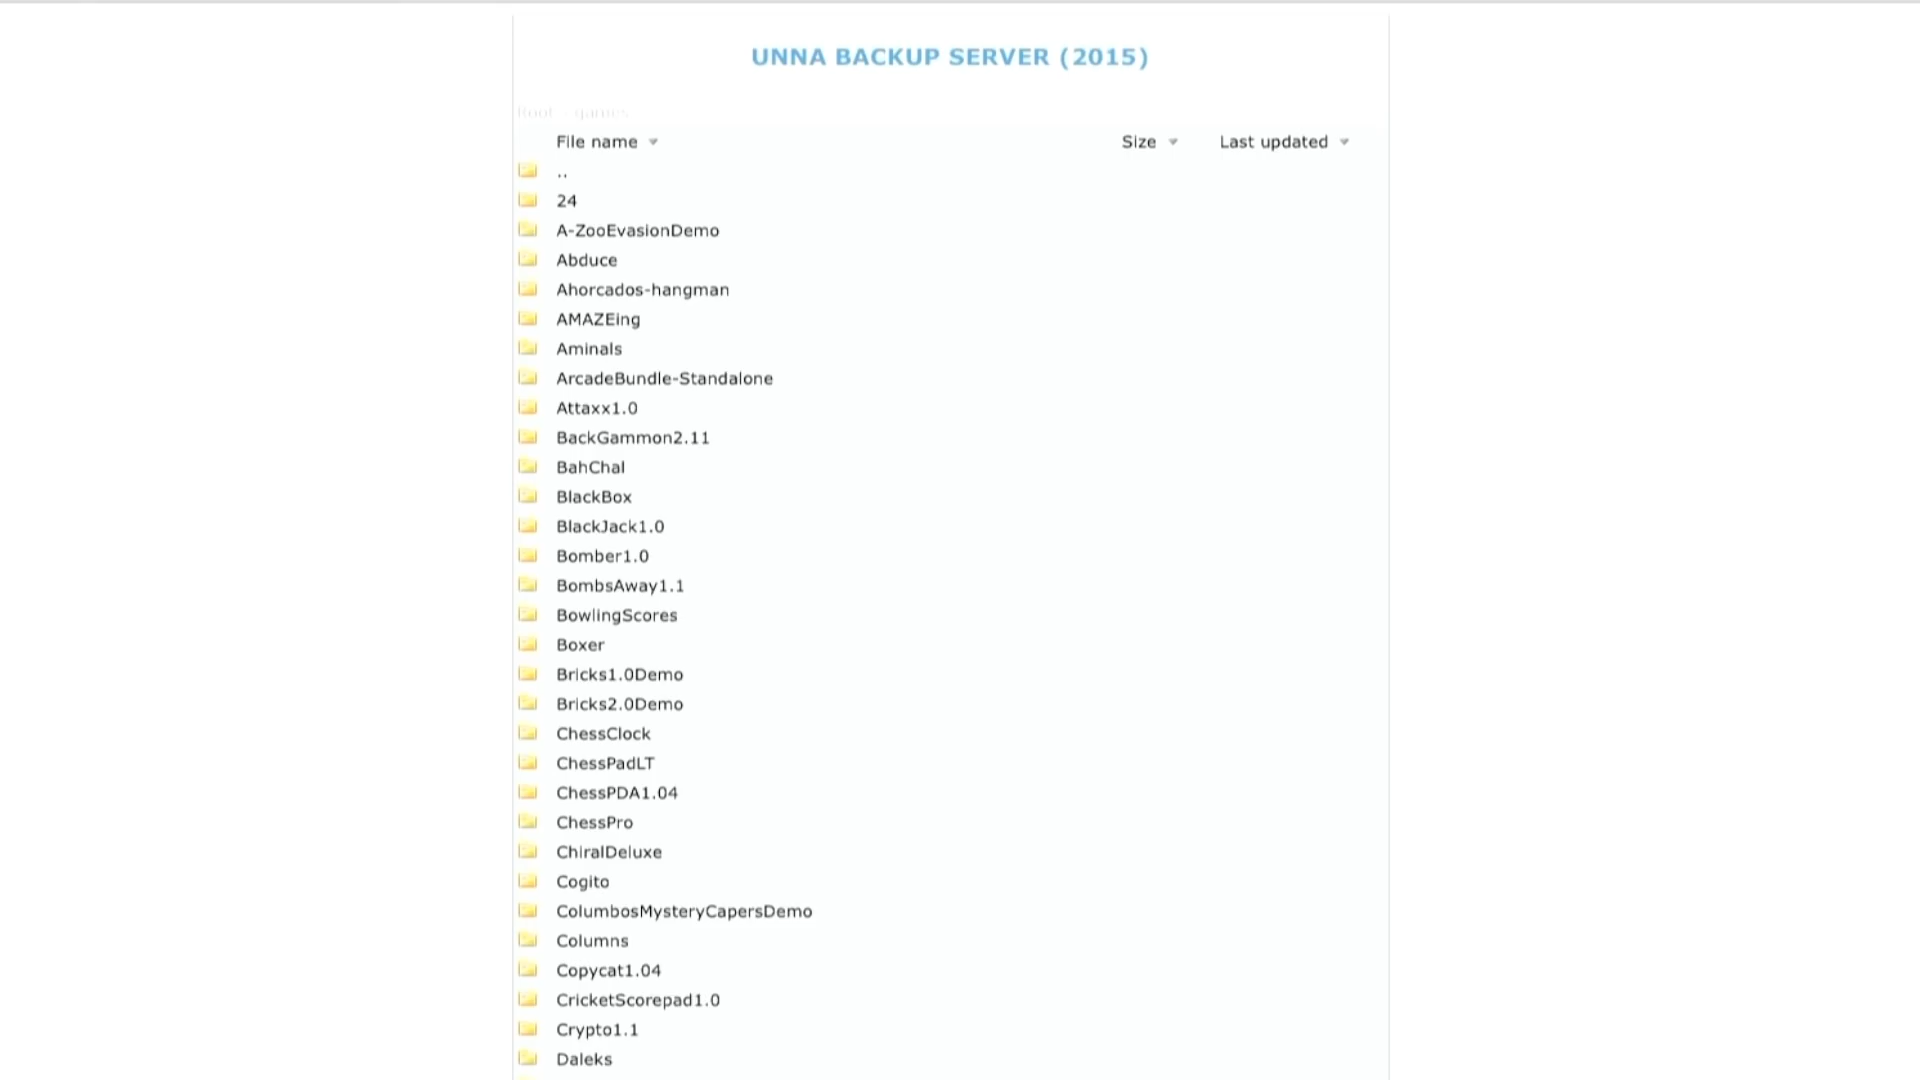 UNNA BACKUP SERVER (2015)
Root > games
File name Size Last updated
..
24
A-ZooEvasionDemo
Abduce
Ahorcados-hangman
AMAZEing
Aminals
ArcadeBundle-Standalone
Attaxx1.0
BackGammon2.11
BahChal
BlackBox
BlackJack1.0
Bomber1.0
BombsAway1.1
BowlingScores
Boxer
Bricks1.0Demo
Bricks2.0Demo
ChessClock
ChessPadLT
ChessPDA1.04
ChessPro
ChiralDeluxe
Cogito
ColumbosMysteryCapersDemo
Columns
Copycat1.04
CricketScorepad1.0
Crypto1.1
Daleks